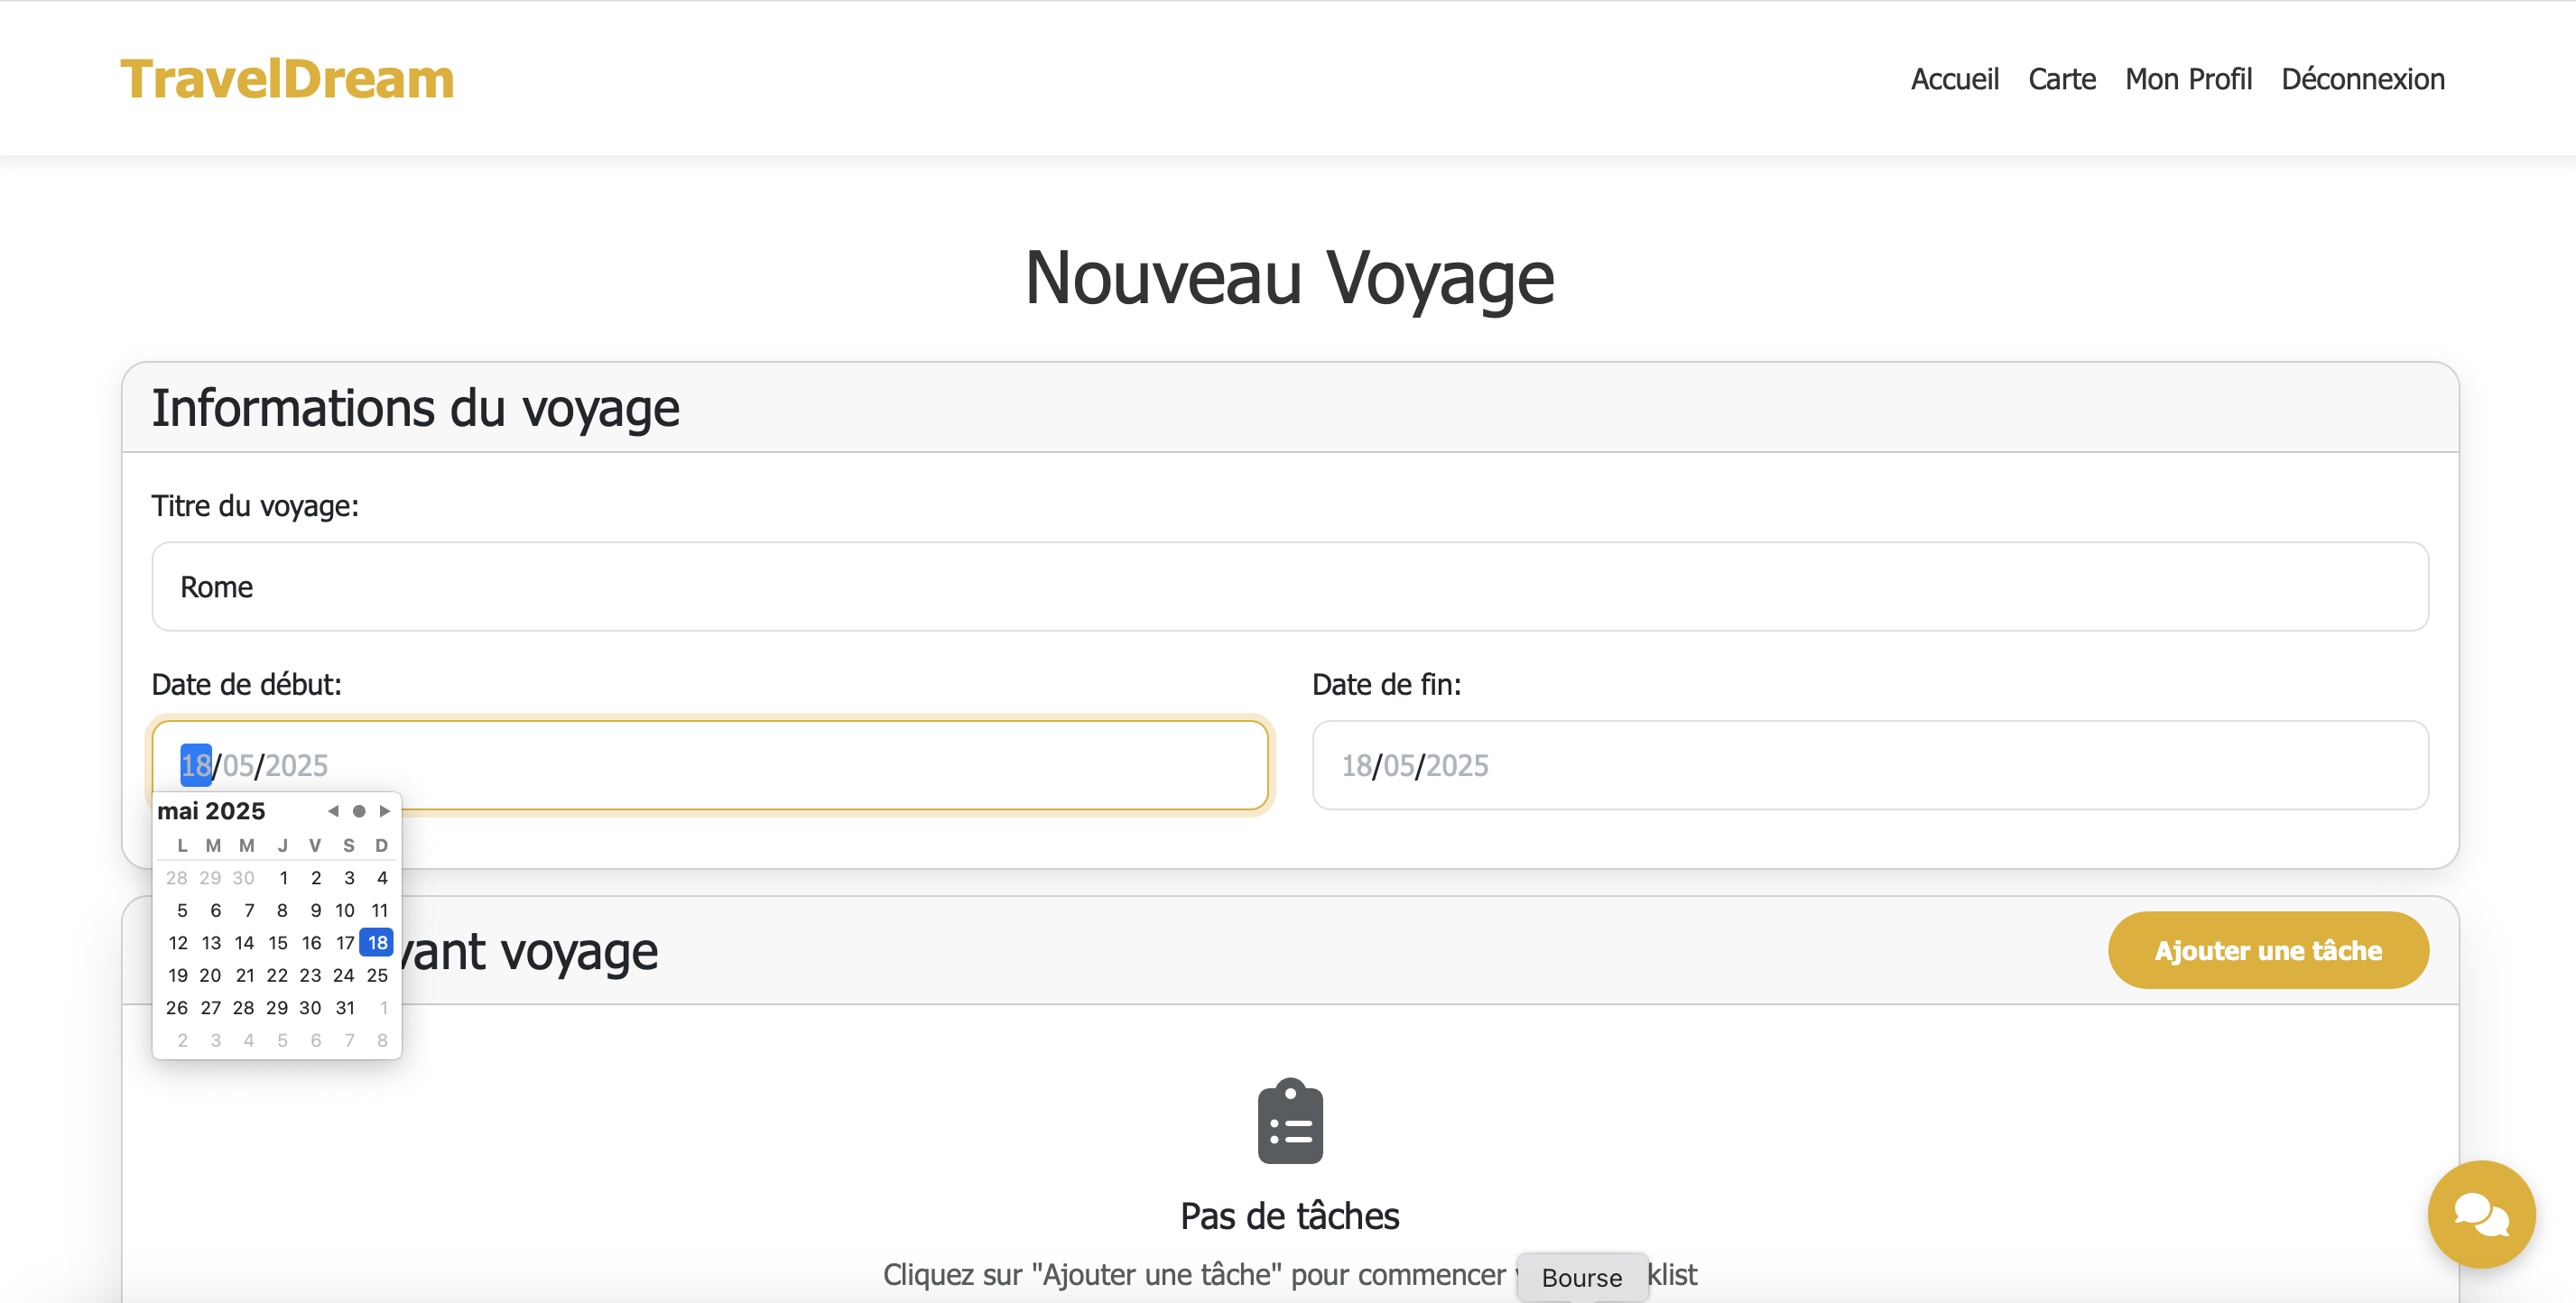 TravelDream
Accueil Carte Mon Profil Déconnexion
Nouveau Voyage
Informations du voyage
Titre du voyage:
Rome
Date de début: Date de fin:
18/05/2025 18/05/2025
mai 2025
L M M J V S D
28 29 30 1 2 3 4
5 6 7 8 9 10 11
12 13 14 15 16 17 18
19 20 21 22 23 24 25
26 27 28 29 30 31 1
2 3 4 5 6 7 8
vant voyage
Ajouter une tâche
Pas de tâches
Cliquez sur "Ajouter une tâche" pour commencer klist
Bourse